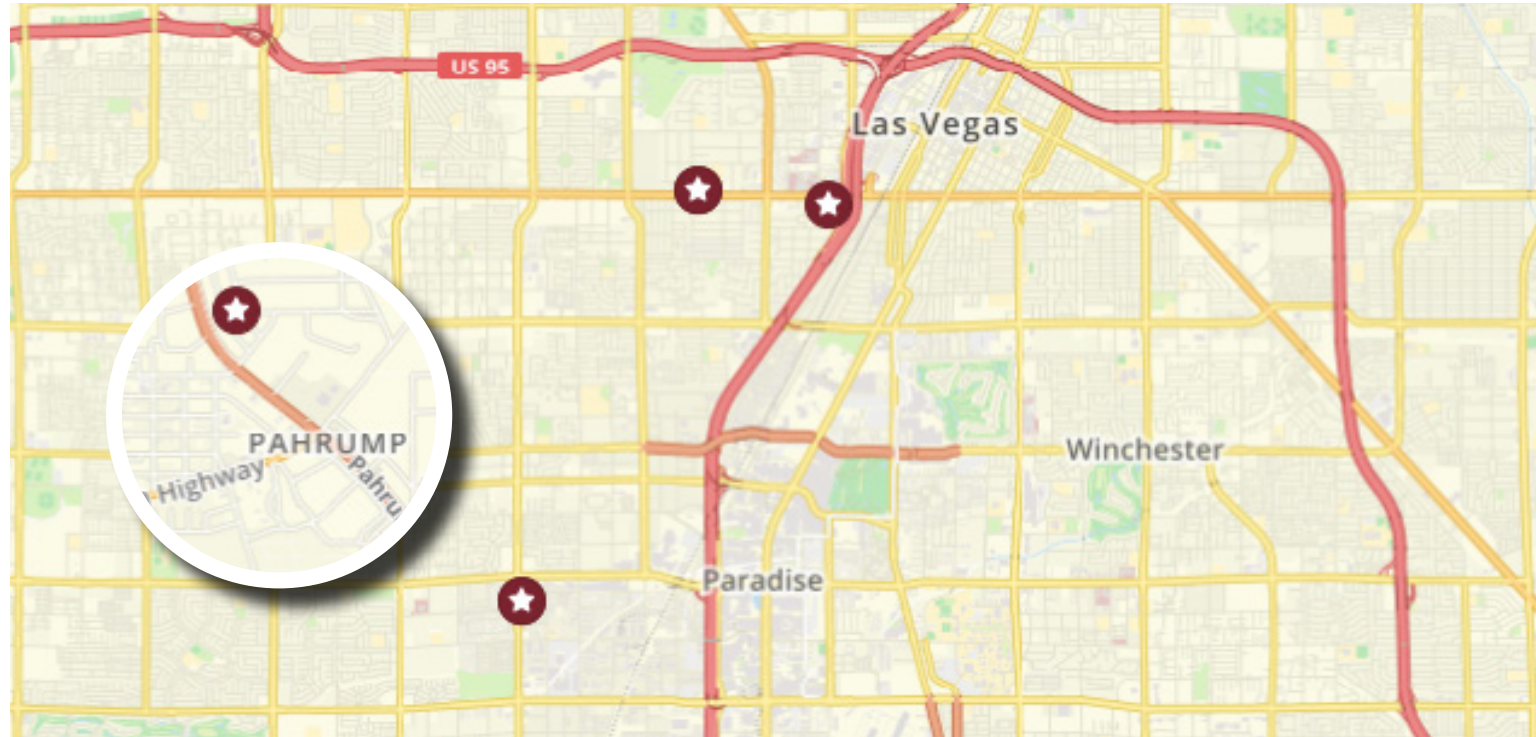 US 95
Las Vegas
PAHRUMP
Highway
Pahru
Winchester
Paradise